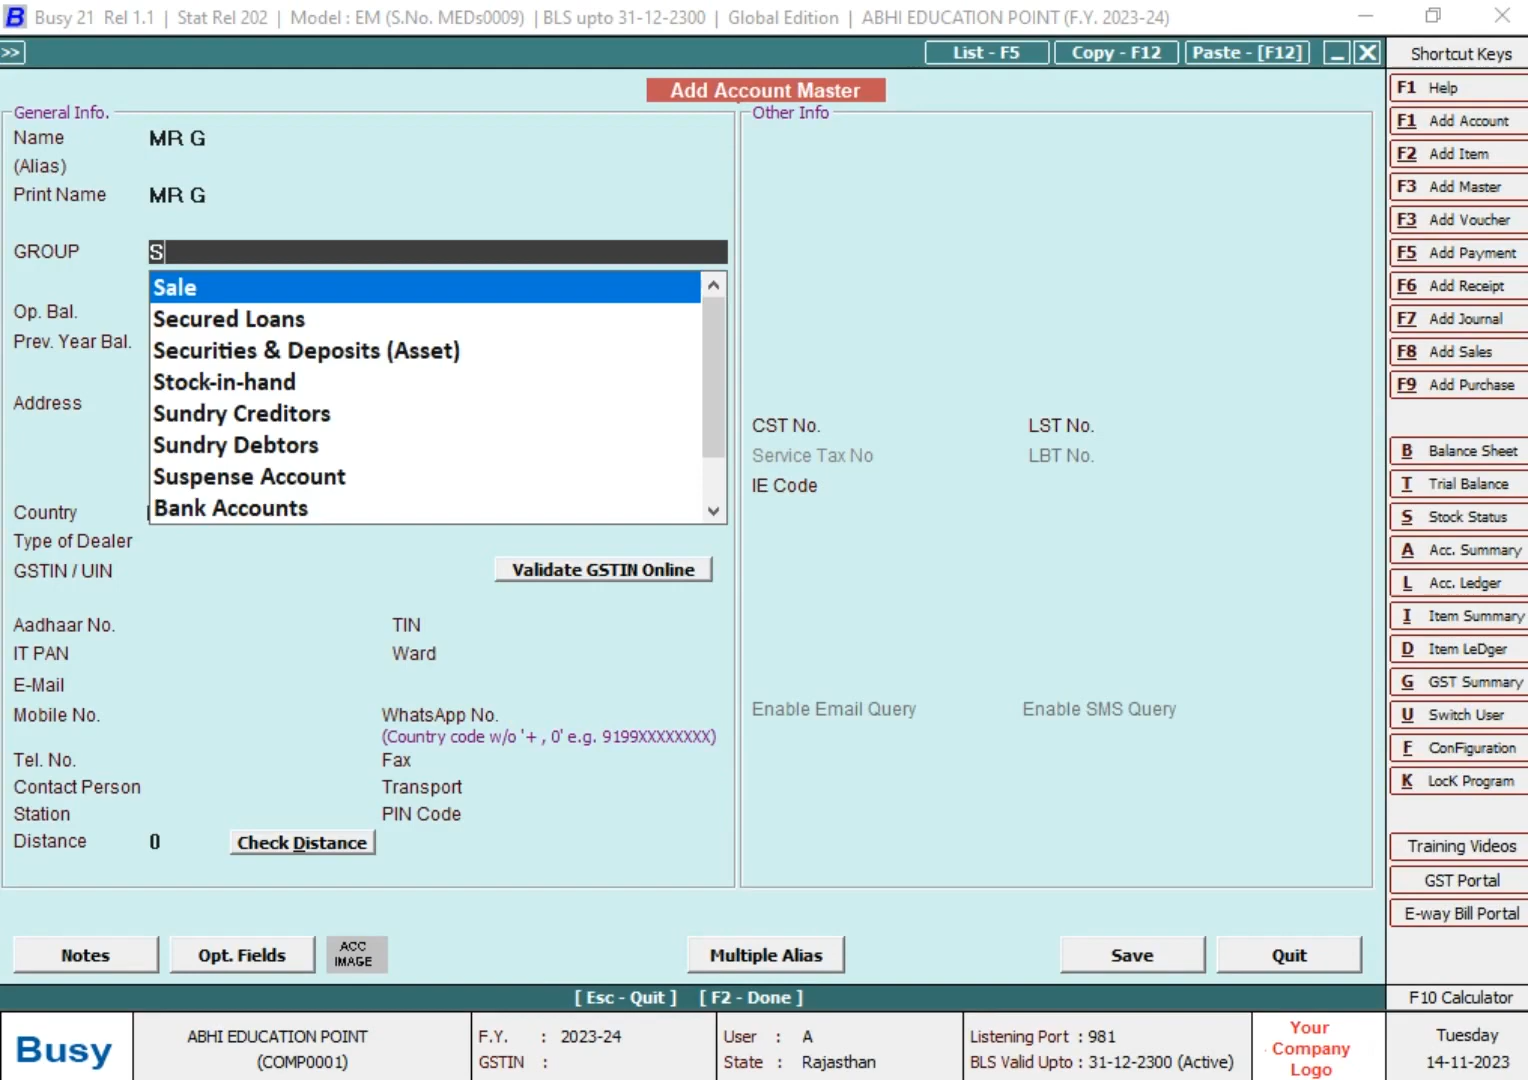 B Busy 21 Rel 1.1 | Stat Rel 202 | Model : EM (S.No. MEDs0009) | BLS upto 31-12-2300 | Global Edition | ABHI EDUCATION POINT (F.Y. 2023-24)
>> List - F5 Copy - F12 Paste - [F12] Shortcut Keys
Add Account Master
General Info.
Name MR G
(Alias)
Print Name MR G
GROUP S
Sale
Secured Loans
Securities & Deposits (Asset)
Stock-in-hand
Sundry Creditors
Sundry Debtors
Suspense Account
Bank Accounts
Op. Bal.
Prev. Year Bal.
Address
Country
Type of Dealer
GSTIN / UIN Validate GSTIN Online
Aadhaar No. TIN
IT PAN Ward
E-Mail
Mobile No. WhatsApp No.
(Country code w/o '+ , 0' e.g. 9199XXXXXXXX)
Tel. No. Fax
Contact Person Transport
Station PIN Code
Distance 0 Check Distance
Other Info
CST No. LST No.
Service Tax No LBT No.
IE Code
Enable Email Query Enable SMS Query
Notes Opt. Fields ACC IMAGE Multiple Alias Save Quit
[ Esc - Quit ] [ F2 - Done ]
F1 Help
F1 Add Account
F2 Add Item
F3 Add Master
F3 Add Voucher
F5 Add Payment
F6 Add Receipt
F7 Add Journal
F8 Add Sales
F9 Add Purchase
B Balance Sheet
T Trial Balance
S Stock Status
A Acc. Summary
L Acc. Ledger
I Item Summary
D Item LeDger
G GST Summary
U Switch User
F ConFiguration
K LocK Program
Training Videos
GST Portal
E-way Bill Portal
F10 Calculator
Busy
ABHI EDUCATION POINT
(COMP0001)
F.Y. : 2023-24
GSTIN :
User : A
State : Rajasthan
Listening Port : 981
BLS Valid Upto : 31-12-2300 (Active)
Your
Company
Logo
Tuesday
14-11-2023